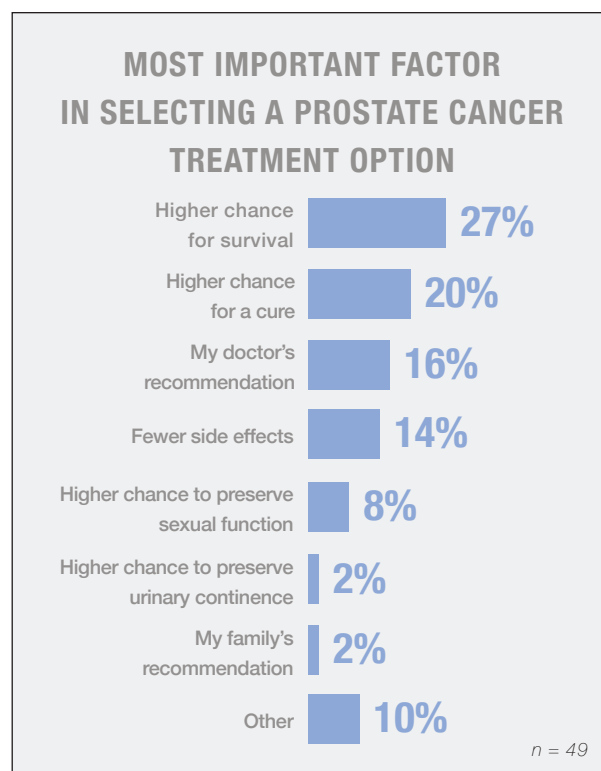 MOST IMPORTANT FACTOR
IN SELECTING A PROSTATE CANCER
TREATMENT OPTION
Higher chance
for survival
27%
Higher chance
for a cure
20%
My doctor's
recommendation
16%
Fewer side effects
14%
Higher chance to preserve
sexual function
8%
Higher chance to preserve
urinary continence
2%
My family's
recommendation
2%
Other
10%
n = 49